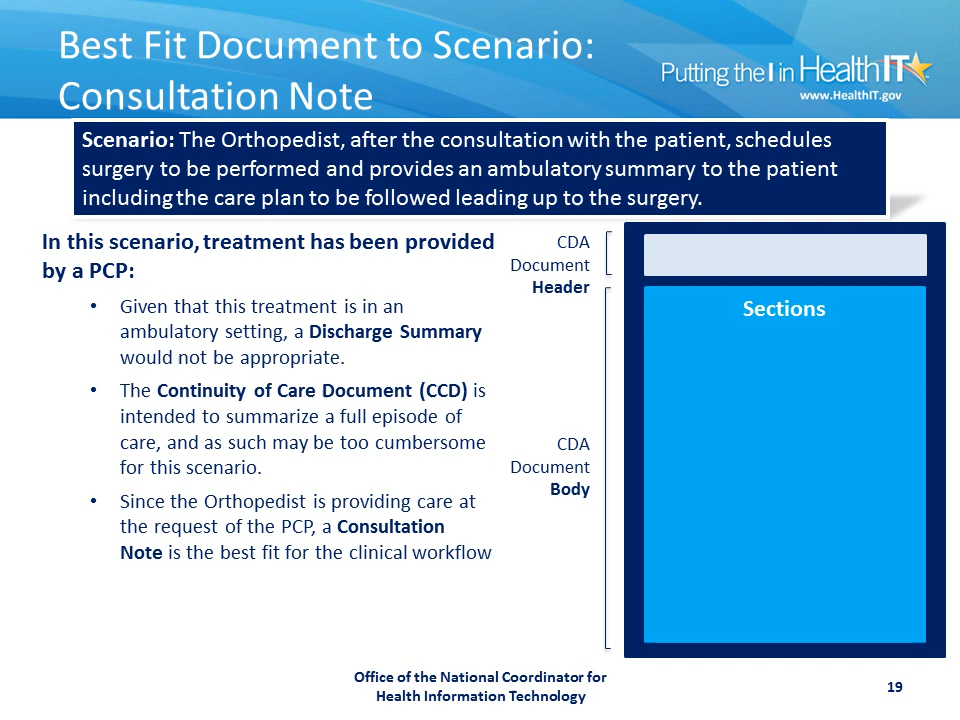 Best Fit Document to Scenario:
Consultation Note
Putting the I in HealthIT
www.HealthIT.gov
Scenario: The Orthopedist, after the consultation with the patient, schedules
surgery to be performed and provides an ambulatory summary to the patient
including the care plan to be followed leading up to the surgery.
In this scenario, treatment has been provided
by a PCP:
• Given that this treatment is in an
ambulatory setting, a Discharge Summary
would not be appropriate.
• The Continuity of Care Document (CCD) is
intended to summarize a full episode of
care, and as such may be too cumbersome
for this scenario.
• Since the Orthopedist is providing care at
the request of the PCP, a Consultation
Note is the best fit for the clinical workflow
CDA
Document
Header
CDA
Document
Body
Sections
Office of the National Coordinator for
Health Information Technology
19